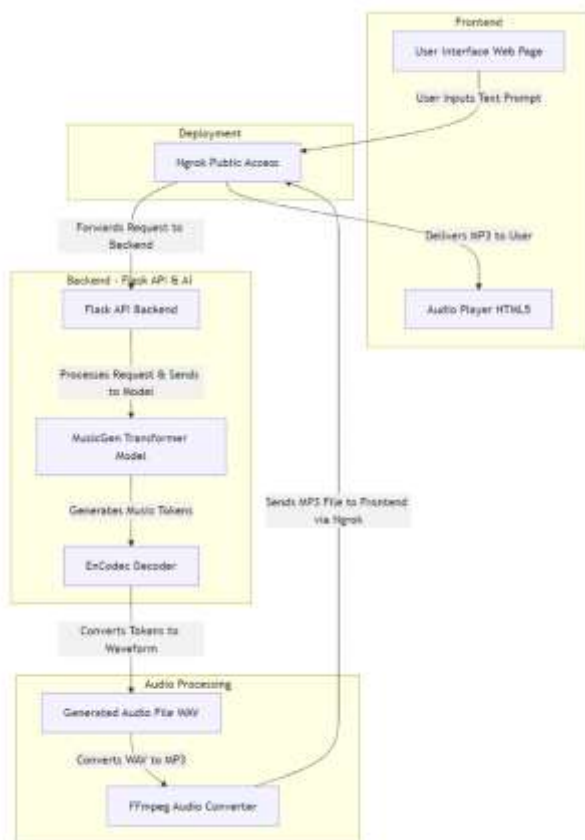 Frontend
User Interface Web Page
User Inputs Text Prompt
Deployment
Ngrok Public Access
Forwards Request to
Backend
Delivers MP3 to User
Backend - Flask API & AI
Flask API Backend
Audio Player HTML5
Processes Request & Sends
to Model
MusicGen Transformer
Model
Sends MP3 File to Frontend
via Ngrok
Generates Music Tokens
EnCodec Decoder
Converts Tokens to
Waveform
Audio Processing
Generated Audio File WAV
Converts WAV to MP3
FFmpeg Audio Converter